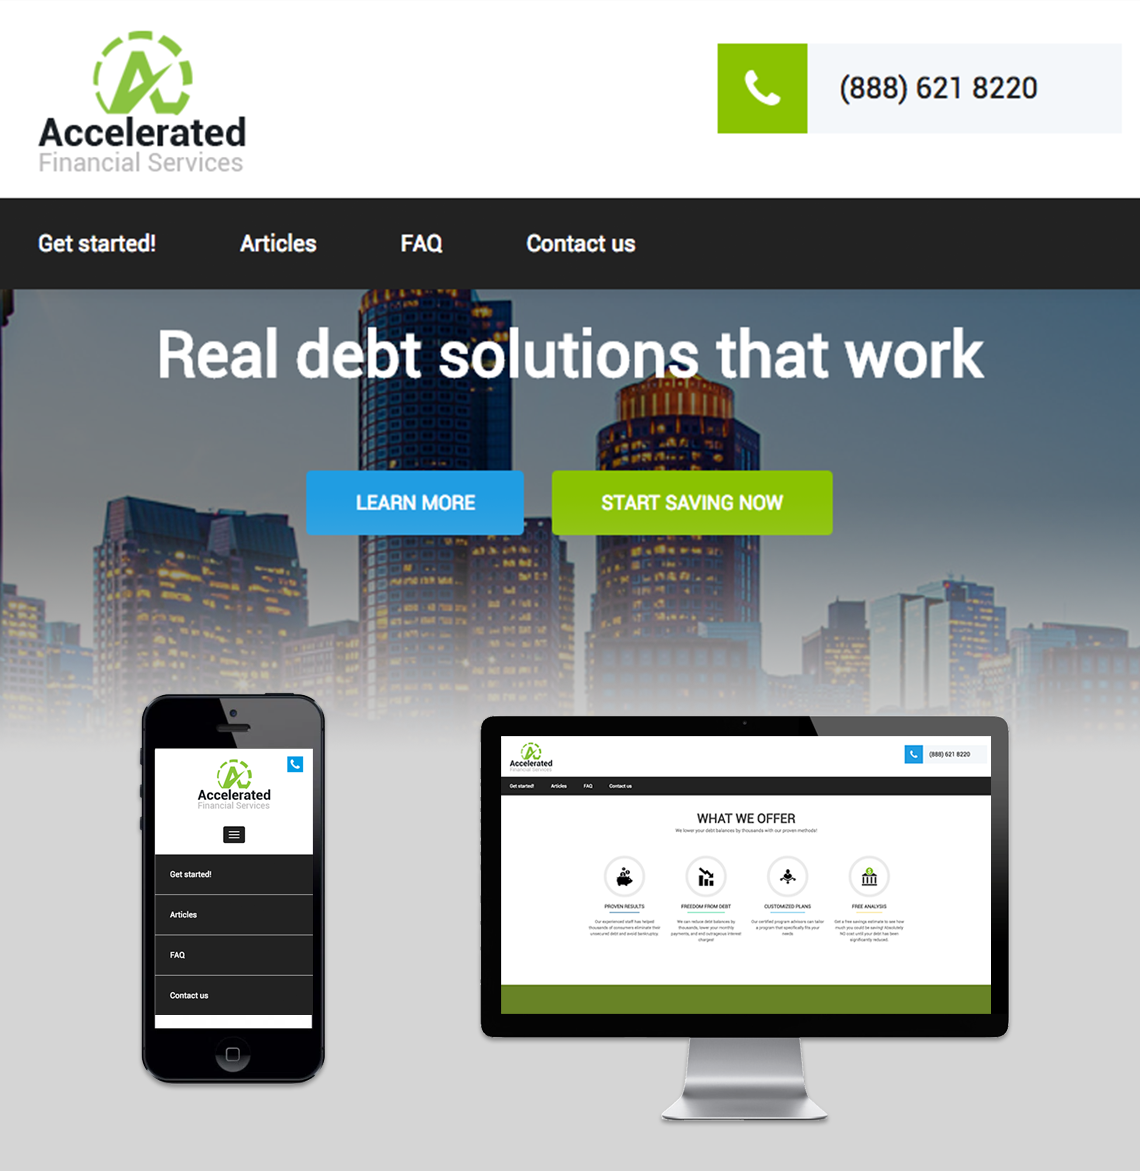 Accelerated
Financial Services
(888) 621 8220
Get started!
Articles
FAQ
Contact us
Real debt solutions that work
LEARN MORE
START SAVING NOW
Accelerated
Financial Services
Get started!
Articles
FAQ
Contact us
Accelerated
Financial Services
(888) 621 8220
Get started!
Articles
FAQ
Contact us
WHAT WE OFFER
We lower your debt balances by thousands with our proven methods!
PROVEN RESULTS
Our experienced staff has helped
thousands of consumers eliminate their
unsecured debt and avoid bankruptcy.
FREEDOM FROM DEBT
We can reduce debt balances by
thousands, lower your monthly
payments, and end outrageous interest
charges!
CUSTOMIZED PLANS
Our certified program advisors can tailor
a program that specifically fits your
needs
FREE ANALYSIS
Get a free savings estimate to see how
much you could be saving! Absolutely
NO cost until your debt has been
significantly reduced